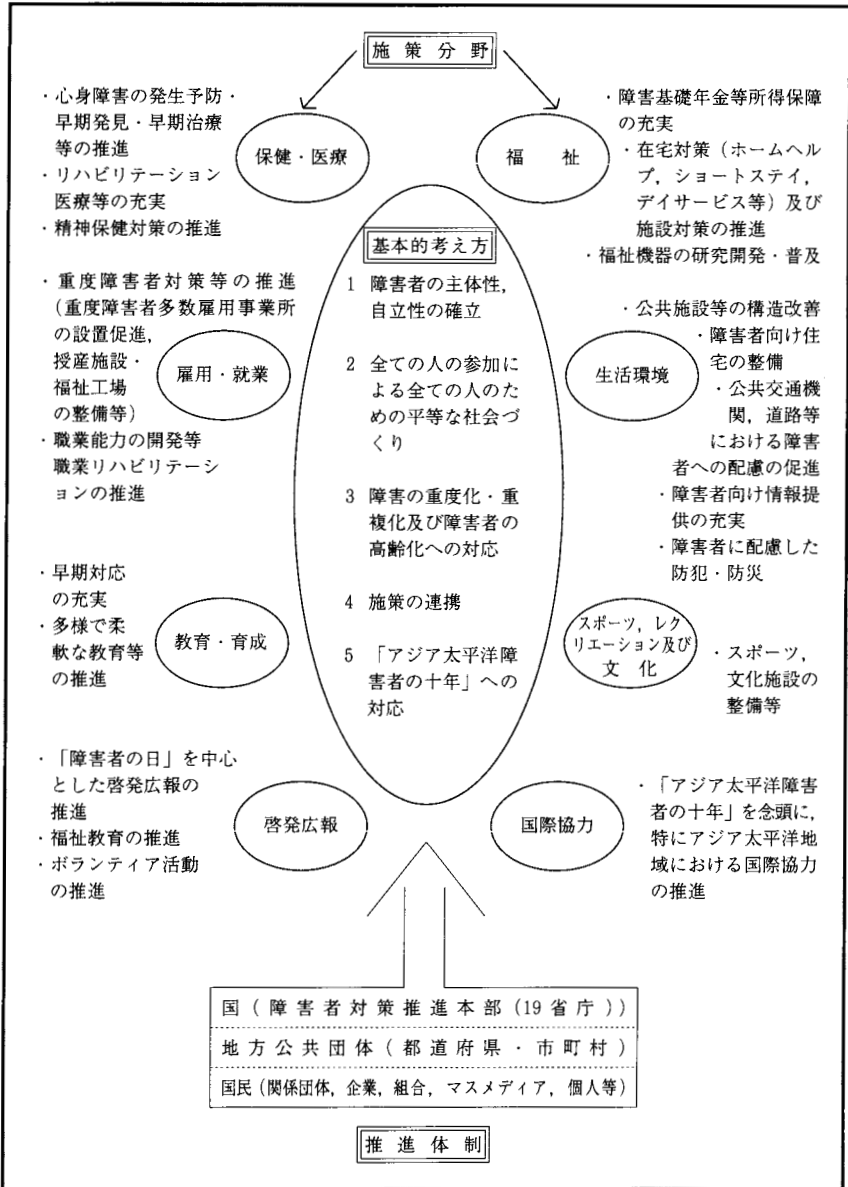 施策分野
・心身障害の発生予防・
早期発見・早期治療
等の推進
・リハビリテーション
医療等の充実
・精神保健対策の推進
保健・医療
福祉
・障害基礎年金等所得保障
の充実
・在宅対策（ホームヘル
プ，ショートステイ，
デイサービス等）及び
施設対策の推進
・福祉機器の研究開発・普及
基本的考え方
1 障害者の主体性，
自立性の確立
2 全ての人の参加に
よる全ての人のた
めの平等な社会づ
くり
3 障害の重度化・重
複化及び障害者の
高齢化への対応
4 施策の連携
5 「アジア太平洋障
害者の十年」への
対応
・重度障害者対策等の推進
（重度障害者多数雇用事業所
の設置促進，
授産施設・
福祉工場
の整備等）
・職業能力の開発等
職業リハビリテーシ
ョンの推進
雇用・就業
生活環境
・公共施設等の構造改善
・障害者向け住
宅の整備
・公共交通機
関，道路等
における障害
者への配慮の促進
・障害者向け情報提
供の充実
・障害者に配慮した
防犯・防災
・早期対応
の充実
・多様で柔
軟な教育等
の推進
教育・育成
スポーツ，レク
リエーション及び
文化
・スポーツ，
文化施設の
整備等
・「障害者の日」を中心
とした啓発広報の
推進
・福祉教育の推進
・ボランティア活動
の推進
啓発広報
国際協力
・「アジア太平洋障害
者の十年」を念頭に，
特にアジア太平洋地
域における国際協力
の推進
国（障害者対策推進本部（19省庁））
地方公共団体（都道府県・市町村）
国民（関係団体，企業，組合，マスメディア，個人等）
推進体制